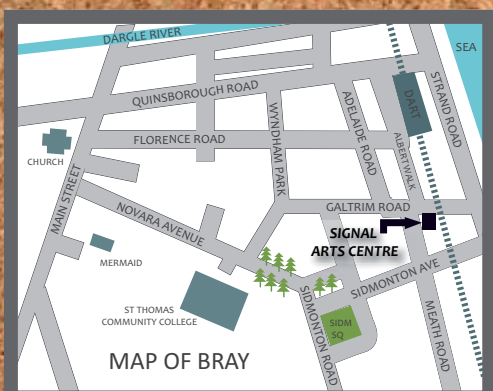 DARGLE RIVER
SEA
QUINSBOROUGH ROAD
DART
STRAND ROAD
WYNDHAM PARK
ADELAIDE ROAD
FLORENCE ROAD
ALBERT WALK
CHURCH
MAIN STREET
GALTRIM ROAD
NOVARA AVENUE
SIGNAL
ARTS CENTRE
MERMAID
SIDMONTON AVE
ST THOMAS
COMMUNITY COLLEGE
SIDM
SQ
SIDMONTON ROAD
MEATH ROAD
MAP OF BRAY